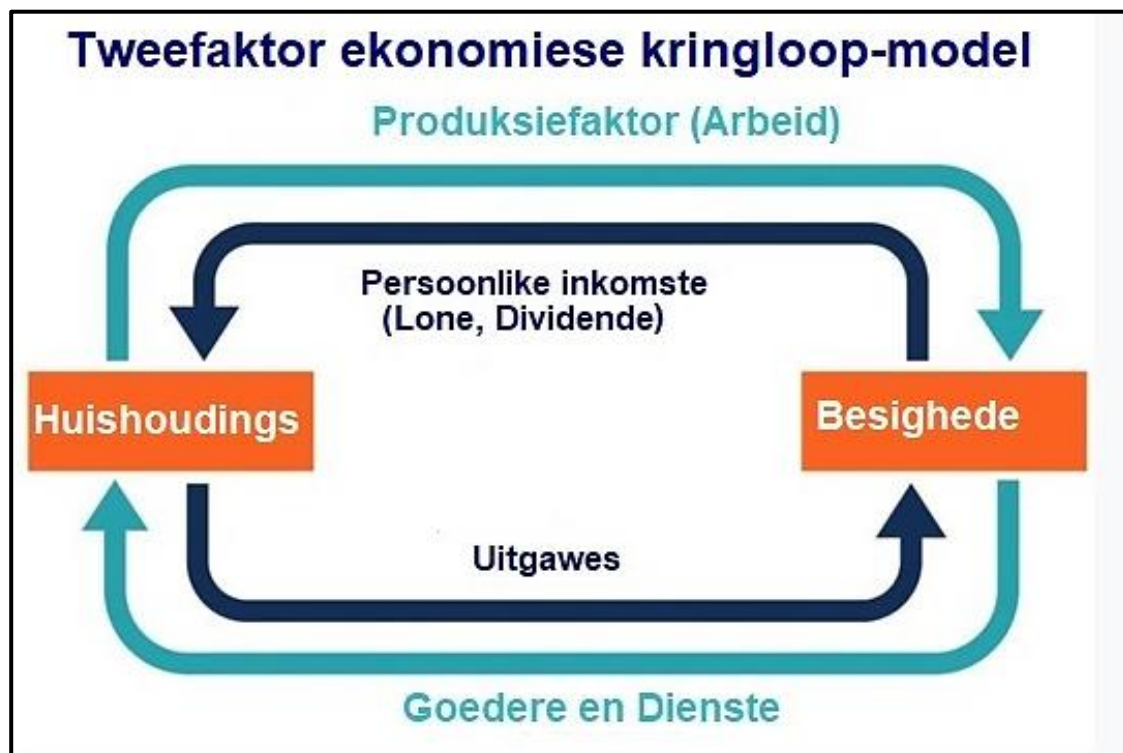 Tweefaktor ekonomiese kringloop-model
Produksiefaktor (Arbeid)
Persoonlike inkomste
(Lone, Dividende)
Huishoudings
Besighede
Uitgawes
Goedere en Dienste